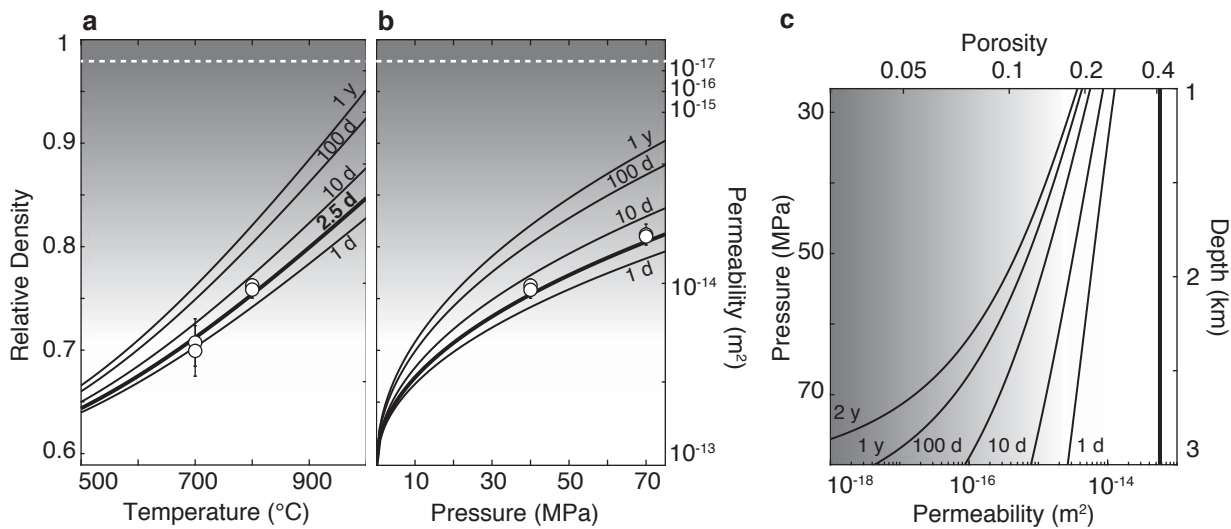 a
b
c
1
0.9
0.8
0.7
0.6
Relative Density
500
700
900
Temperature (°C)
1 y
100 d
10 d
2.5 d
1 d
1 y
100 d
10 d
1 d
10
30
50
70
Pressure (MPa)
10⁻¹⁷
10⁻¹⁶
10⁻¹⁵
10⁻¹⁴
10⁻¹³
Permeability (m²)
Porosity
0.05
0.1
0.2
0.4
30
50
70
Pressure (MPa)
1
2
3
Depth (km)
2 y
1 y
100 d
10 d
1 d
10⁻¹⁸
10⁻¹⁶
10⁻¹⁴
Permeability (m²)